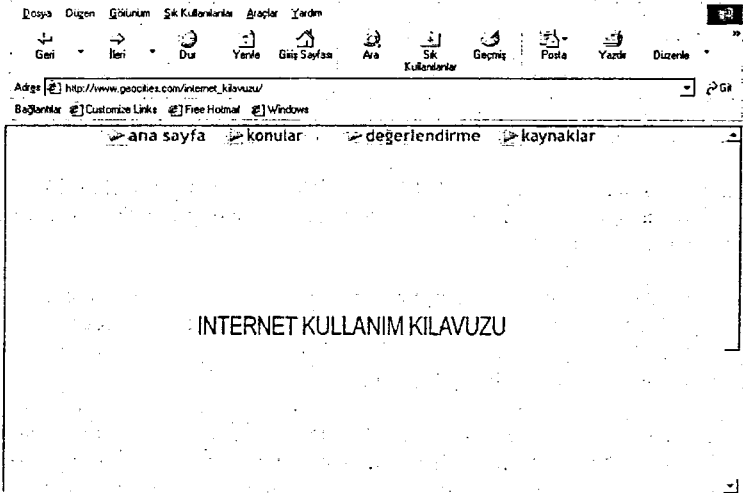 Dosya Düzen Görünüm Sık Kullanılanlar Araçlar Yardım
Geri İleri Dur Yenile Giriş Sayfası Ara Sık Kullanılanlar Geçmiş Posta Yazdır Düzenle
Adres http://www.geocities.com/internet_kilavuzu/ Git
Bağlantılar Customize Links Free Hotmail Windows
ana sayfa konular değerlendirme kaynaklar
INTERNET KULLANIM KILAVUZU